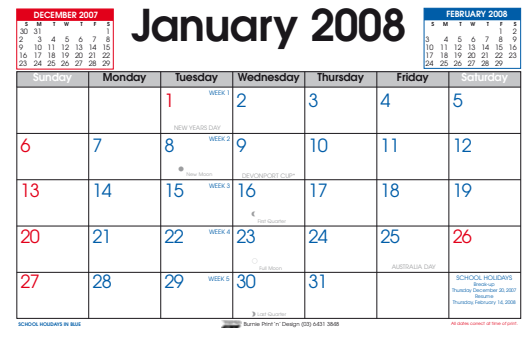 DECEMBER 2007
S M T W T F S
30 31 1
2 3 4 5 6 7 8
9 10 11 12 13 14 15
16 17 18 19 20 21 22
23 24 25 26 27 28 29
January 2008
FEBRUARY 2008
S M T W T F S
1 2
3 4 5 6 7 8 9
10 11 12 13 14 15 16
17 18 19 20 21 22 23
24 25 26 27 28 29
Sunday Monday Tuesday Wednesday Thursday Friday Saturday
1 WEEK 1 2 3 4 5
NEW YEARS DAY
6 7 8 WEEK 2 9 10 11 12
New Moon DEVONPORT CUP*
13 14 15 WEEK 3 16 17 18 19
First Quarter
20 21 22 WEEK 4 23 24 25 26
Full Moon AUSTRALIA DAY
27 28 29 WEEK 5 30 31
Last Quarter
SCHOOL HOLIDAYS
Break-up
Thursday December 20, 2007
Resume
Thursday, February 14, 2008
SCHOOL HOLIDAYS IN BLUE
Burnie Print 'n' Design (03) 6431 3848
All dates correct at time of print